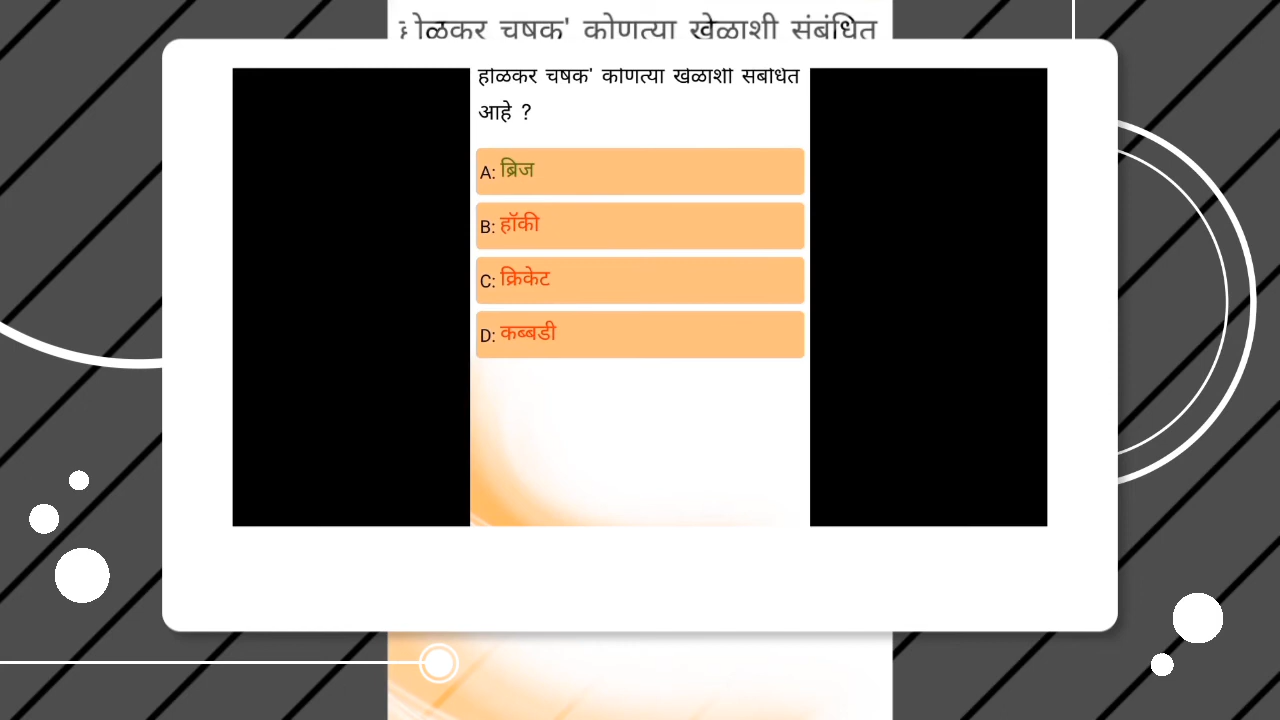 होळकर चषक' कोणत्या खेळाशी संबंधित
होळकर चषक' कोणत्या खेळाशी संबंधित
आहे ?
A: ब्रिज
B: हॉकी
C: क्रिकेट
D: कब्बडी